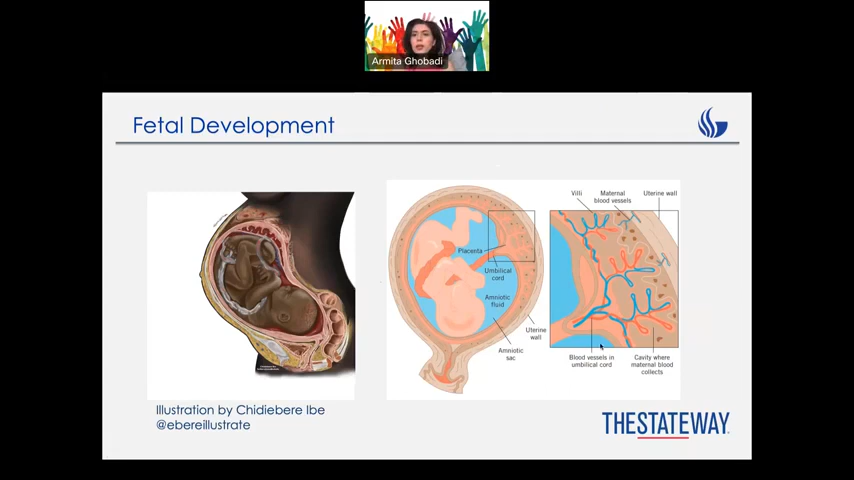 Armita Ghobadi
Fetal Development
Villi
Maternal
blood vessels
Uterine wall
Placenta
Umbilical
cord
Amniotic
fluid
Uterine
wall
Amniotic
sac
Blood vessels in
umbilical cord
Cavity where
maternal blood
collects
Illustration by Chidiebere Ibe
@ebereillustrate
THESTATEWAY.